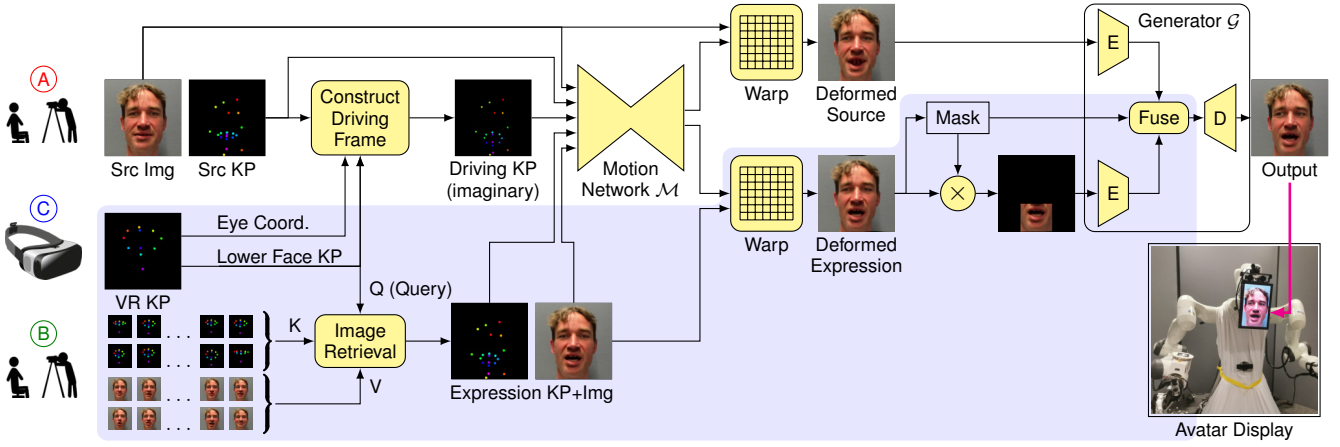 A
Src Img
Src KP
Construct
Driving
Frame
Driving KP
(imaginary)
Motion
Network ℳ
Warp
Deformed
Source
Generator 𝒢
E
Mask
Fuse
D
Output
C
VR KP
Eye Coord.
Lower Face KP
Q (Query)
Warp
Deformed
Expression
×
E
B
. . .
. . .
. . .
. . .
K
V
Image
Retrieval
Expression KP+Img
Avatar Display